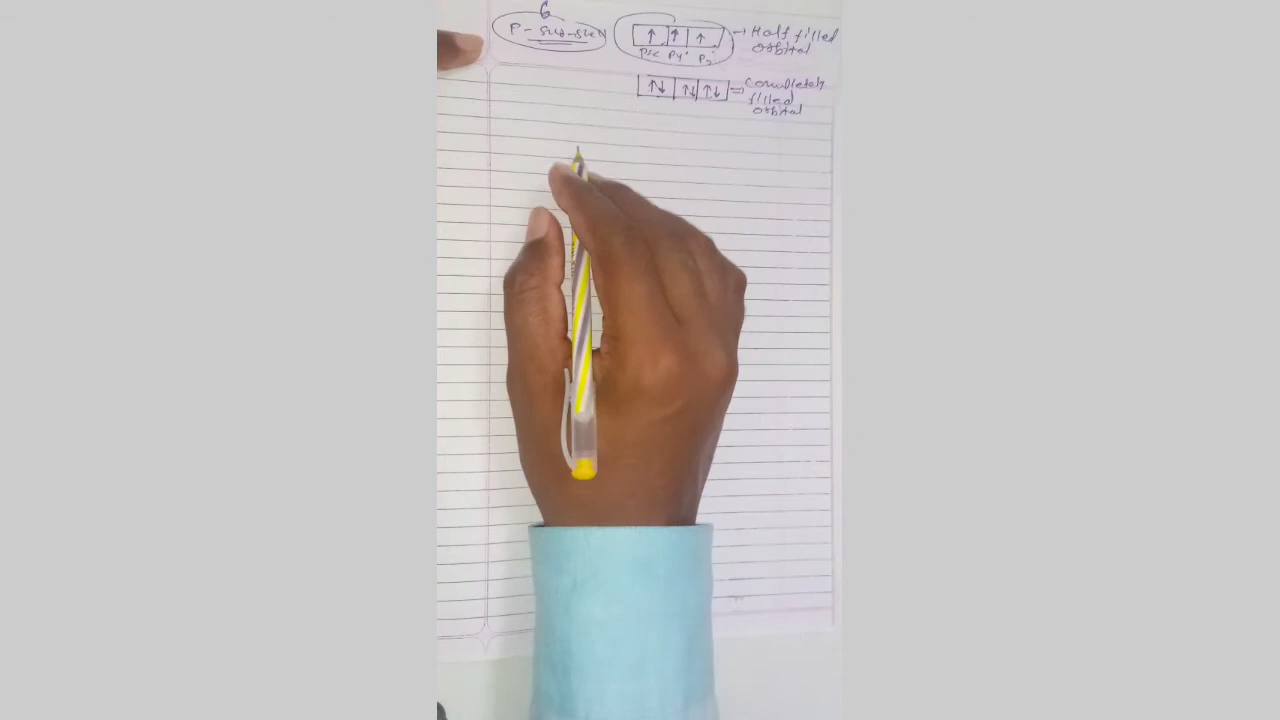 6
P - sub-shell
↑ ↑ ↑ → Half filled
orbital
Px Py Pz
↑↓ ↑↓ ↑↓ ⇒ Completely
filled
orbital